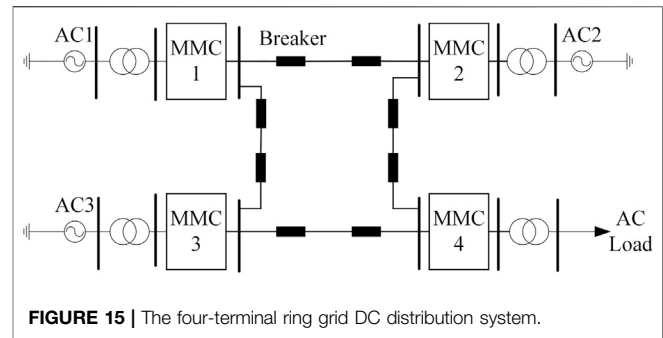 AC1
MMC
1
Breaker
MMC
2
AC2
AC3
MMC
3
MMC
4
AC
Load
FIGURE 15 | The four-terminal ring grid DC distribution system.